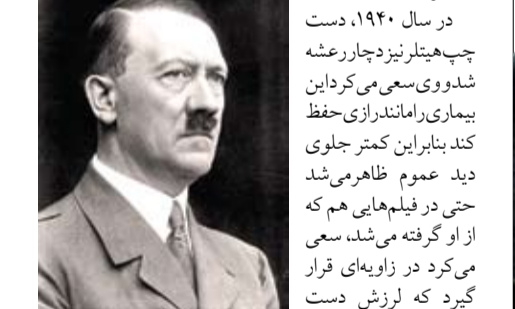 در سال ۱۹۴۰، دست
چپ هیتلر نیز دچار رعشه
شد و وی سعی می‌کرد این
بیماری را مانند رازی حفظ
کند بنابراین کمتر جلوی
دید عموم ظاهر می‌شد
حتی در فیلم‌هایی هم که
از او گرفته می‌شد، سعی
می‌کرد در زاویه‌ای قرار
گیرد که لرزش دست